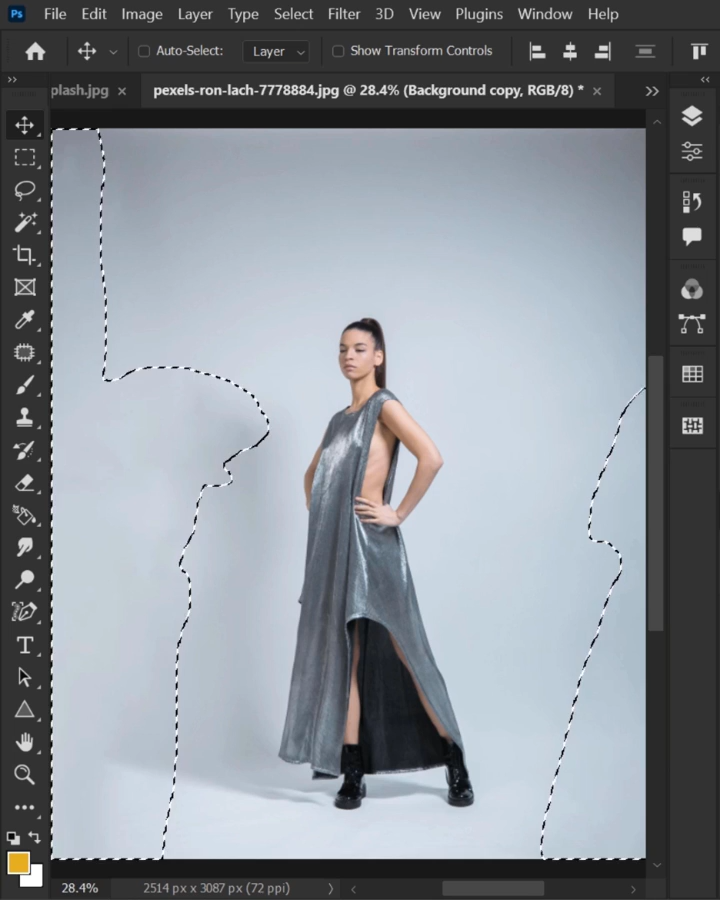 Ps File Edit Image Layer Type Select Filter 3D View Plugins Window Help
Auto-Select: Layer Show Transform Controls
plash.jpg × pexels-ron-lach-7778884.jpg @ 28.4% (Background copy, RGB/8) * ×
T
28.4% 2514 px x 3087 px (72 ppi)